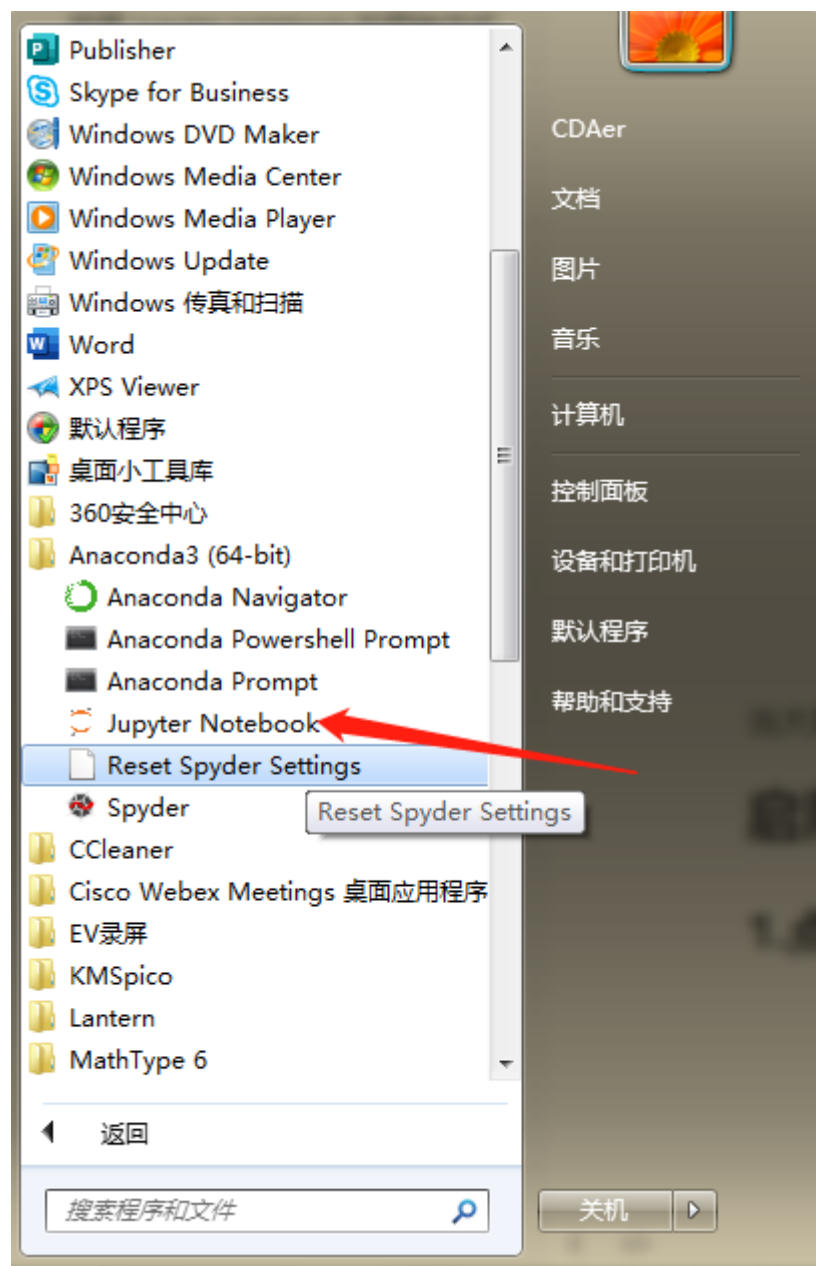 Publisher
Skype for Business
Windows DVD Maker
Windows Media Center
Windows Media Player
Windows Update
Windows 传真和扫描
Word
XPS Viewer
默认程序
桌面小工具库
360安全中心
Anaconda3 (64-bit)
Anaconda Navigator
Anaconda Powershell Prompt
Anaconda Prompt
Jupyter Notebook
Reset Spyder Settings
Spyder
Reset Spyder Settings
CCleaner
Cisco Webex Meetings 桌面应用程序
EV录屏
KMSpico
Lantern
MathType 6
返回
搜索程序和文件
CDAer
文档
图片
音乐
计算机
控制面板
设备和打印机
默认程序
帮助和支持
关机